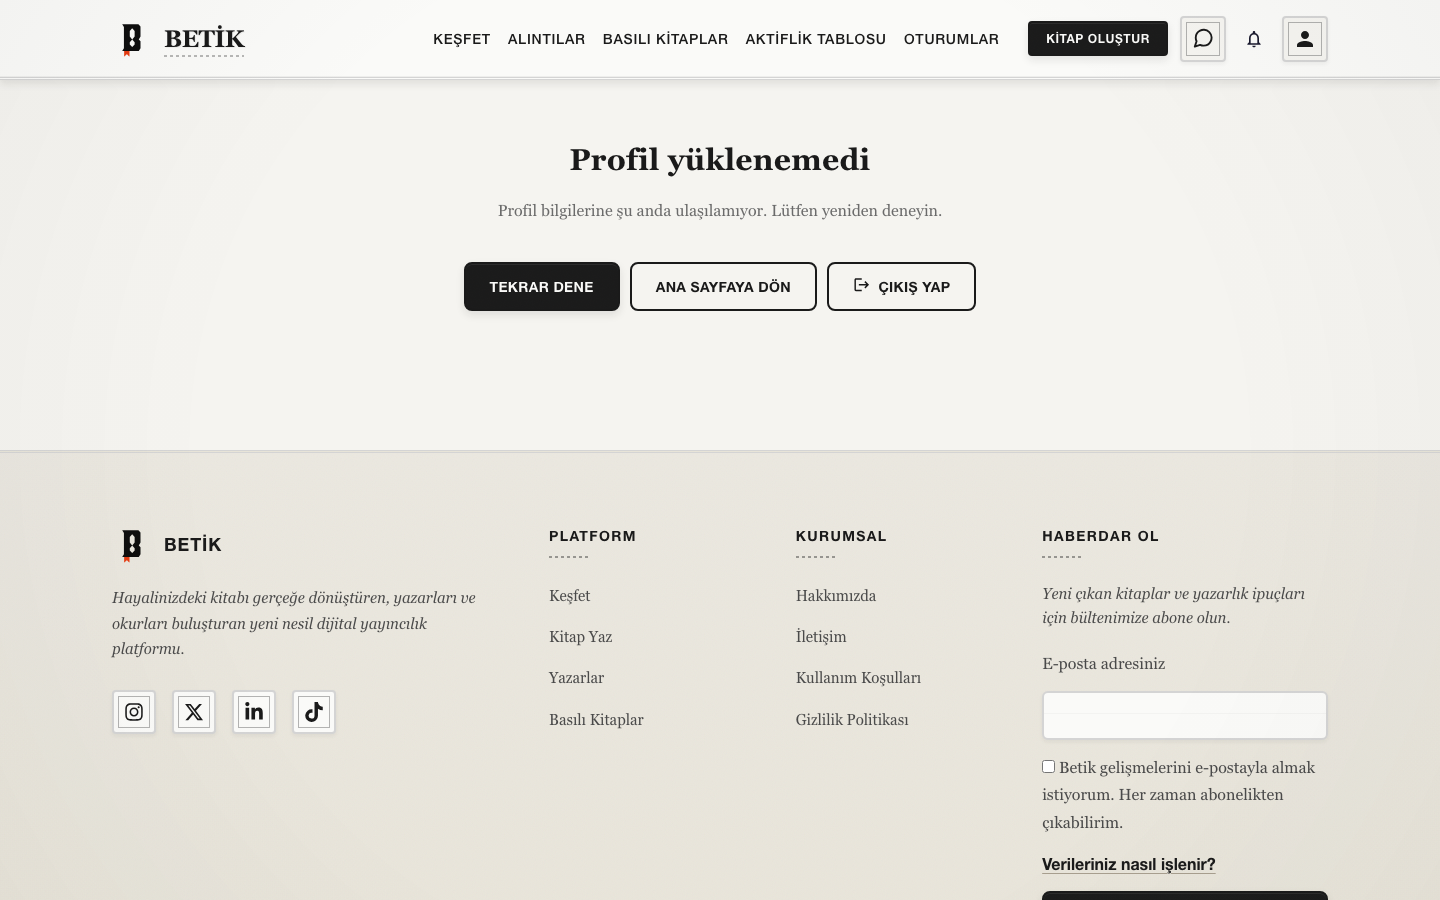 BETİK
KEŞFET
ALINTILAR
BASILI KİTAPLAR
AKTİFLİK TABLOSU
OTURUMLAR
KİTAP OLUŞTUR
Profil yüklenemedi
Profil bilgilerine şu anda ulaşılamıyor. Lütfen yeniden deneyin.
TEKRAR DENE
ANA SAYFAYA DÖN
ÇIKIŞ YAP
BETİK
Hayalinizdeki kitabı gerçeğe dönüştüren, yazarları ve
okurları buluşturan yeni nesil dijital yayıncılık
platformu.
PLATFORM
Keşfet
Kitap Yaz
Yazarlar
Basılı Kitaplar
KURUMSAL
Hakkımızda
İletişim
Kullanım Koşulları
Gizlilik Politikası
HABERDAR OL
Yeni çıkan kitaplar ve yazarlık ipuçları
için bültenimize abone olun.
E-posta adresiniz
Betik gelişmelerini e-postayla almak
istiyorum. Her zaman abonelikten
çıkabilirim.
Verileriniz nasıl işlenir?